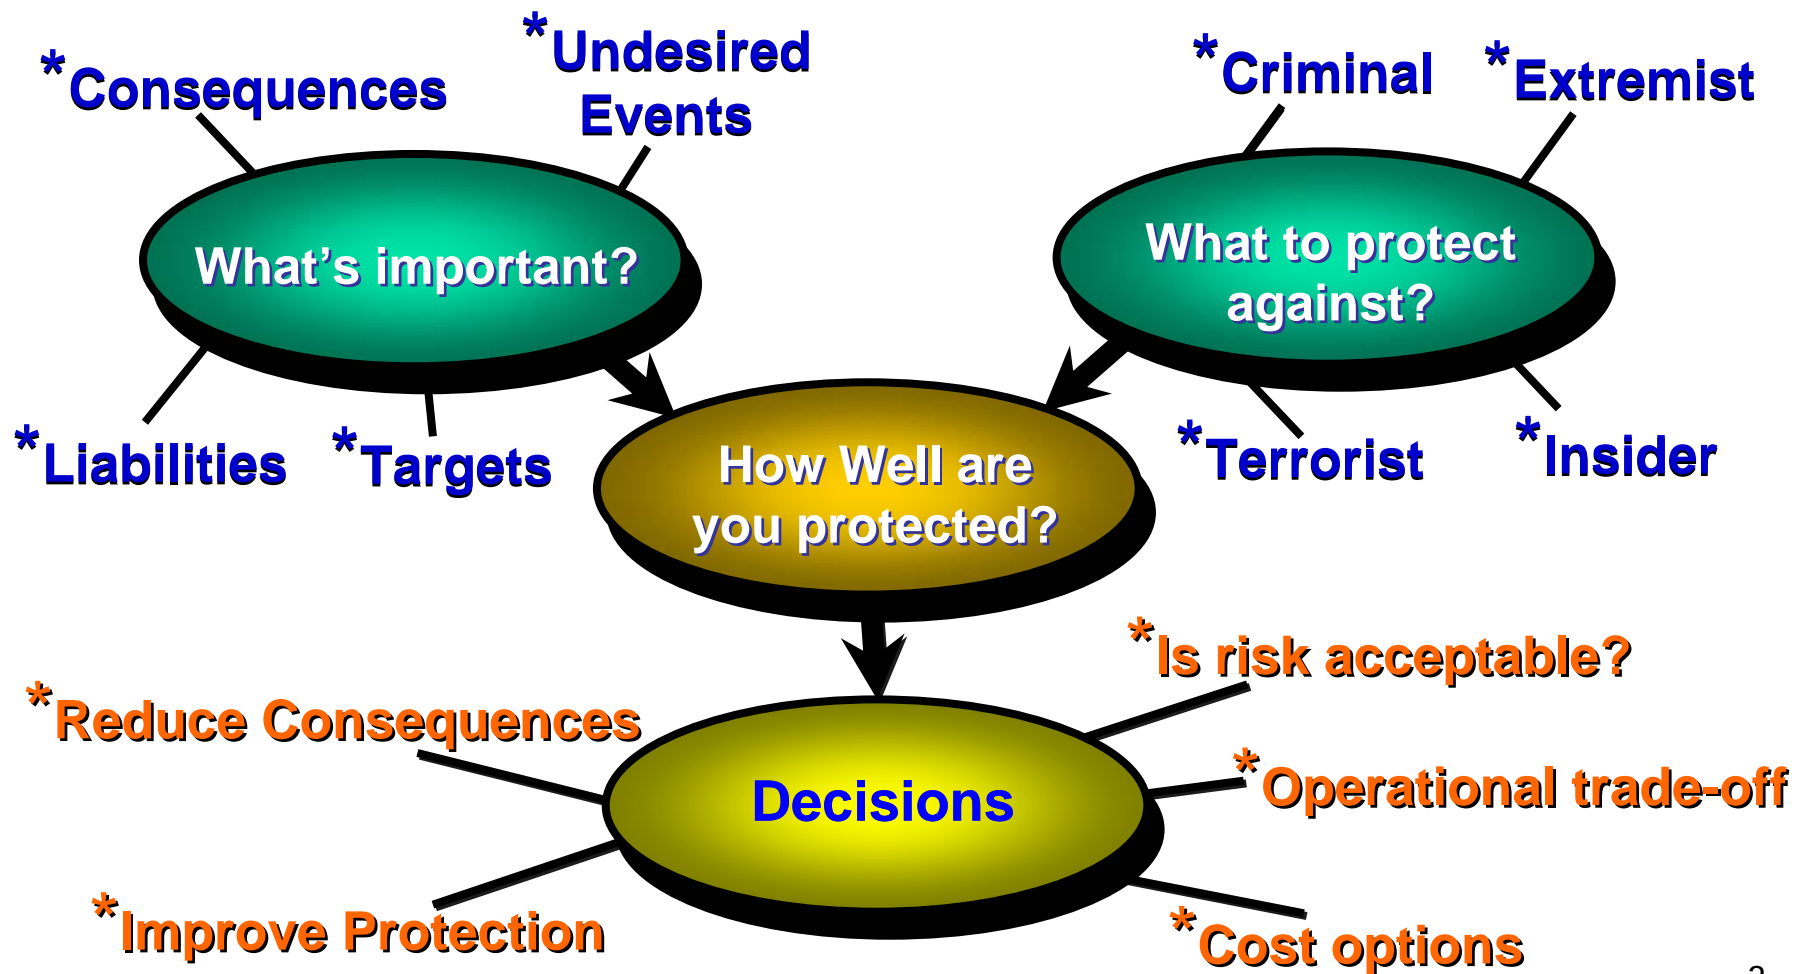 *Consequences
*Undesired
Events
*Criminal
*Extremist
What's important?
What to protect
against?
*Liabilities
*Targets
*Terrorist
*Insider
How Well are
you protected?
*Is risk acceptable?
*Reduce Consequences
*Operational trade-off
Decisions
*Improve Protection
*Cost options